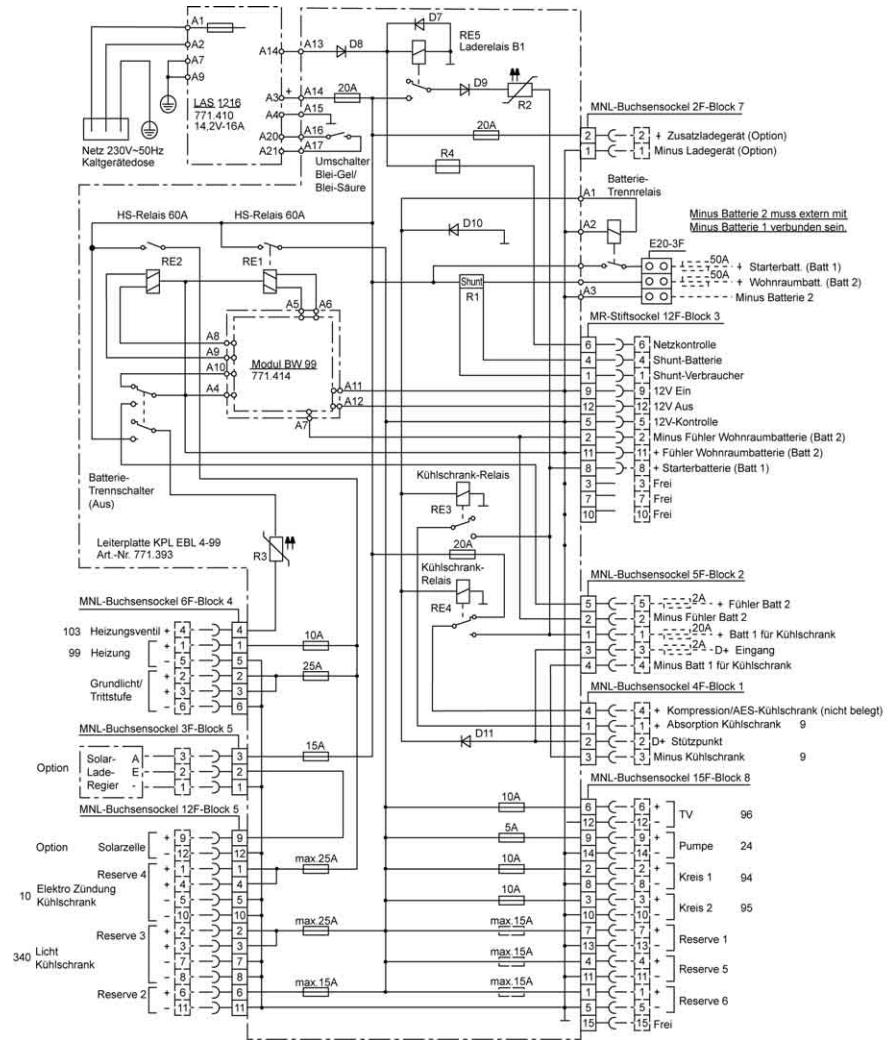 A1
A2
A7
A9
LAS 1216
771.410
14,2V-16A
A14
A3
+
A4
A20
A21
Netz 230V~50Hz
Kaltgerätedose
A13
A14
A15
A16
A17
20A
Umschalter
Blei-Gel/
Blei-Säure
D8
D7
RE5
Laderelais B1
D9
R2
20A
R4
MNL-Buchsensockel 2F-Block 7
2 2 + Zusatzladegerät (Option)
1 1 Minus Ladegerät (Option)
Batterie-
Trennrelais
A1
A2
A3
Minus Batterie 2 muss extern mit
Minus Batterie 1 verbunden sein.
E20-3F
50A
+ Starterbatt. (Batt 1)
50A
+ Wohnraumbatt. (Batt 2)
Minus Batterie 2
D10
Shunt
R1
HS-Relais 60A
HS-Relais 60A
RE2
RE1
A5
A6
A8
A9
A10
A4
Modul BW 99
771.414
A11
A12
A7
Batterie-
Trennschalter
(Aus)
Leiterplatte KPL EBL 4-99
Art.-Nr. 771.393
R3
MR-Stiftsockel 12F-Block 3
6 6 Netzkontrolle
4 4 Shunt-Batterie
1 1 Shunt-Verbraucher
9 9 12V Ein
12 12 12V Aus
5 5 12V-Kontrolle
2 2 Minus Fühler Wohnraumbatterie (Batt 2)
11 11 + Fühler Wohnraumbatterie (Batt 2)
8 8 + Starterbatterie (Batt 1)
3 3 Frei
7 7 Frei
10 10 Frei
Kühlschrank-Relais
RE3
20A
Kühlschrank-
Relais
RE4
D11
MNL-Buchsensockel 5F-Block 2
5 5 2A + Fühler Batt 2
2 2 Minus Fühler Batt 2
1 1 20A + Batt 1 für Kühlschrank
3 3 2A D+ Eingang
4 4 Minus Batt 1 für Kühlschrank
MNL-Buchsensockel 4F-Block 1
4 4 + Kompression/AES-Kühlschrank (nicht belegt)
1 1 + Absorption Kühlschrank 9
2 2 D+ Stützpunkt
3 3 Minus Kühlschrank 9
MNL-Buchsensockel 6F-Block 4
103 Heizungsventil + 4 4
99 Heizung + 1 1
- 5 5
Grundlicht/
Trittstufe
+ 2 2
+ 3 3
- 6 6
10A
25A
MNL-Buchsensockel 3F-Block 5
Option
Solar-
Lade-
Regier
A 3 3
E 2 2
- 1 1
15A
MNL-Buchsensockel 12F-Block 5
Option Solarzelle + 9 9
- 12 12
Reserve 4 + 1 1
+ 4 4
10 Elektro Zündung
Kühlschrank
- 5 5
- 10 10
Reserve 3 + 2 2
+ 3 3
340 Licht
Kühlschrank
- 7 7
- 8 8
Reserve 2 + 6 6
- 11 11
max.25A
max.25A
max.15A
MNL-Buchsensockel 15F-Block 8
10A
6 6 +
12 12 -
TV 96
5A
9 9 +
14 14 -
Pumpe 24
10A
2 2 +
8 8 -
Kreis 1 94
10A
3 3 +
10 10 -
Kreis 2 95
max.15A
7 7 +
13 13 -
Reserve 1
max.15A
4 4 +
11 11 -
Reserve 5
max.15A
1 1 +
5 5 -
Reserve 6
15 15 Frei